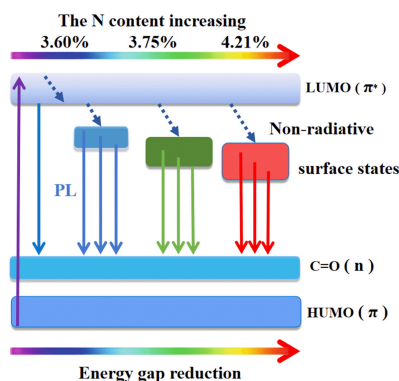 The N content increasing
3.60% 3.75% 4.21%
LUMO ( π* )
Non-radiative
surface states
PL
C=O ( n )
HUMO ( π )
Energy gap reduction